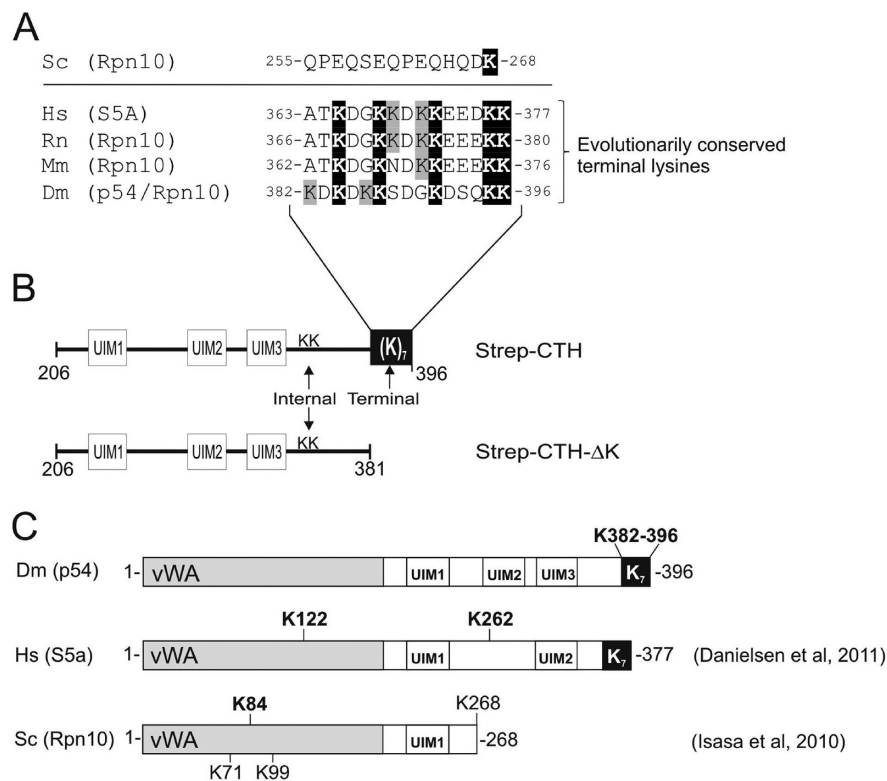 A
Sc (Rpn10) 255-QPEQSEQPEQHQDK-268
Hs (S5A) 363-ATKDGKKDKKEEDKK-377
Rn (Rpn10) 366-ATKDGKKDKKEEEKK-380
Mm (Rpn10) 362-ATKDGKNDKKEEEKK-376
Dm (p54/Rpn10) 382-KDKDKKSDGKDSQKK-396
Evolutionarily conserved
terminal lysines
B
UIM1 UIM2 UIM3 KK (K)7 Strep-CTH
206 396
Internal Terminal
UIM1 UIM2 UIM3 KK Strep-CTH-ΔK
206 381
C
K382-396
Dm (p54) 1- vWA UIM1 UIM2 UIM3 K7 -396
K122 K262
Hs (S5a) 1- vWA UIM1 UIM2 K7 -377 (Danielsen et al, 2011)
K84 K268
Sc (Rpn10) 1- vWA UIM1 -268 (Isasa et al, 2010)
K71 K99